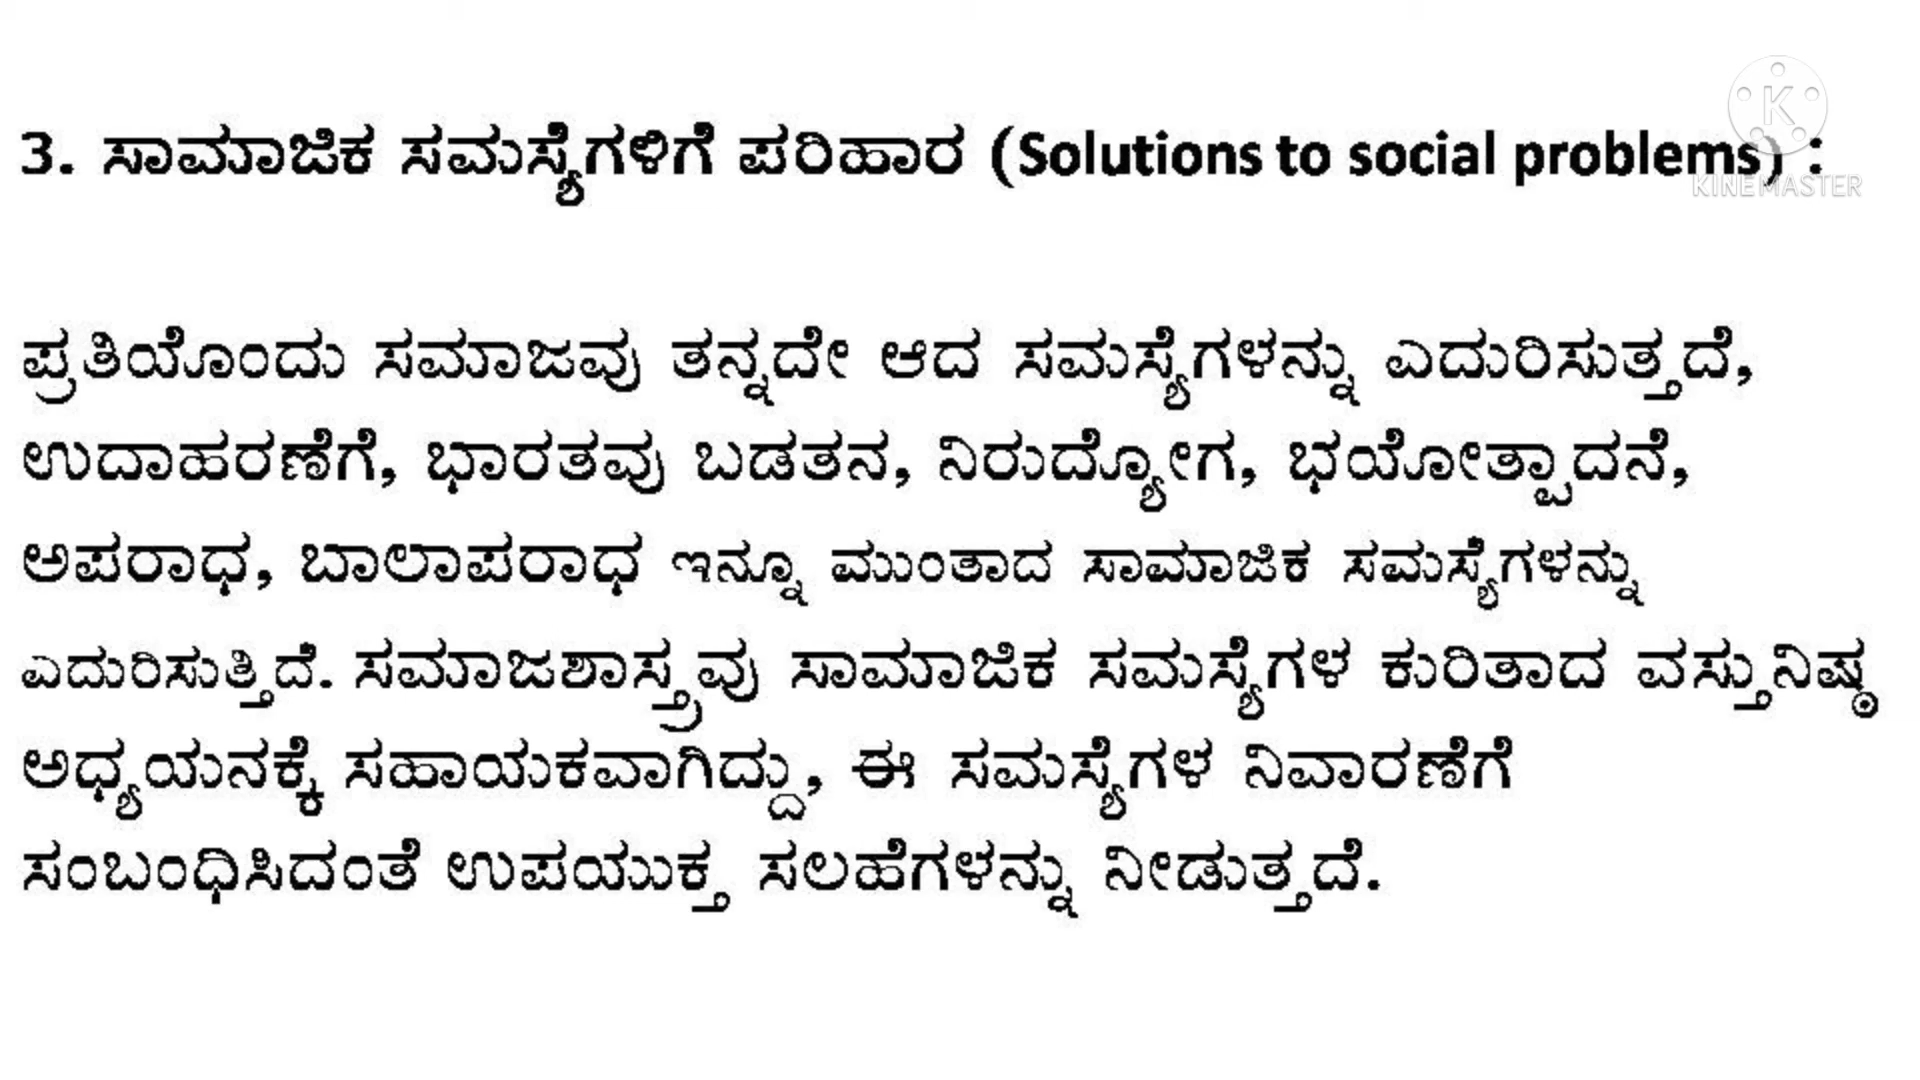 3. ಸಾಮಾಜಿಕ ಸಮಸ್ಯೆಗಳಿಗೆ ಪರಿಹಾರ (Solutions to social problems) :
KINEMASTER
ಪ್ರತಿಯೊಂದು ಸಮಾಜವು ತನ್ನದೇ ಆದ ಸಮಸ್ಯೆಗಳನ್ನು ಎದುರಿಸುತ್ತದೆ,
ಉದಾಹರಣೆಗೆ, ಭಾರತವು ಬಡತನ, ನಿರುದ್ಯೋಗ, ಭಯೋತ್ಪಾದನೆ,
ಅಪರಾಧ, ಬಾಲಾಪರಾಧ ಇನ್ನೂ ಮುಂತಾದ ಸಾಮಾಜಿಕ ಸಮಸ್ಯೆಗಳನ್ನು
ಎದುರಿಸುತ್ತಿದೆ. ಸಮಾಜಶಾಸ್ತ್ರವು ಸಾಮಾಜಿಕ ಸಮಸ್ಯೆಗಳ ಕುರಿತಾದ ವಸ್ತುನಿಷ್ಠ
ಅಧ್ಯಯನಕ್ಕೆ ಸಹಾಯಕವಾಗಿದ್ದು, ಈ ಸಮಸ್ಯೆಗಳ ನಿವಾರಣೆಗೆ
ಸಂಬಂಧಿಸಿದಂತೆ ಉಪಯುಕ್ತ ಸಲಹೆಗಳನ್ನು ನೀಡುತ್ತದೆ.